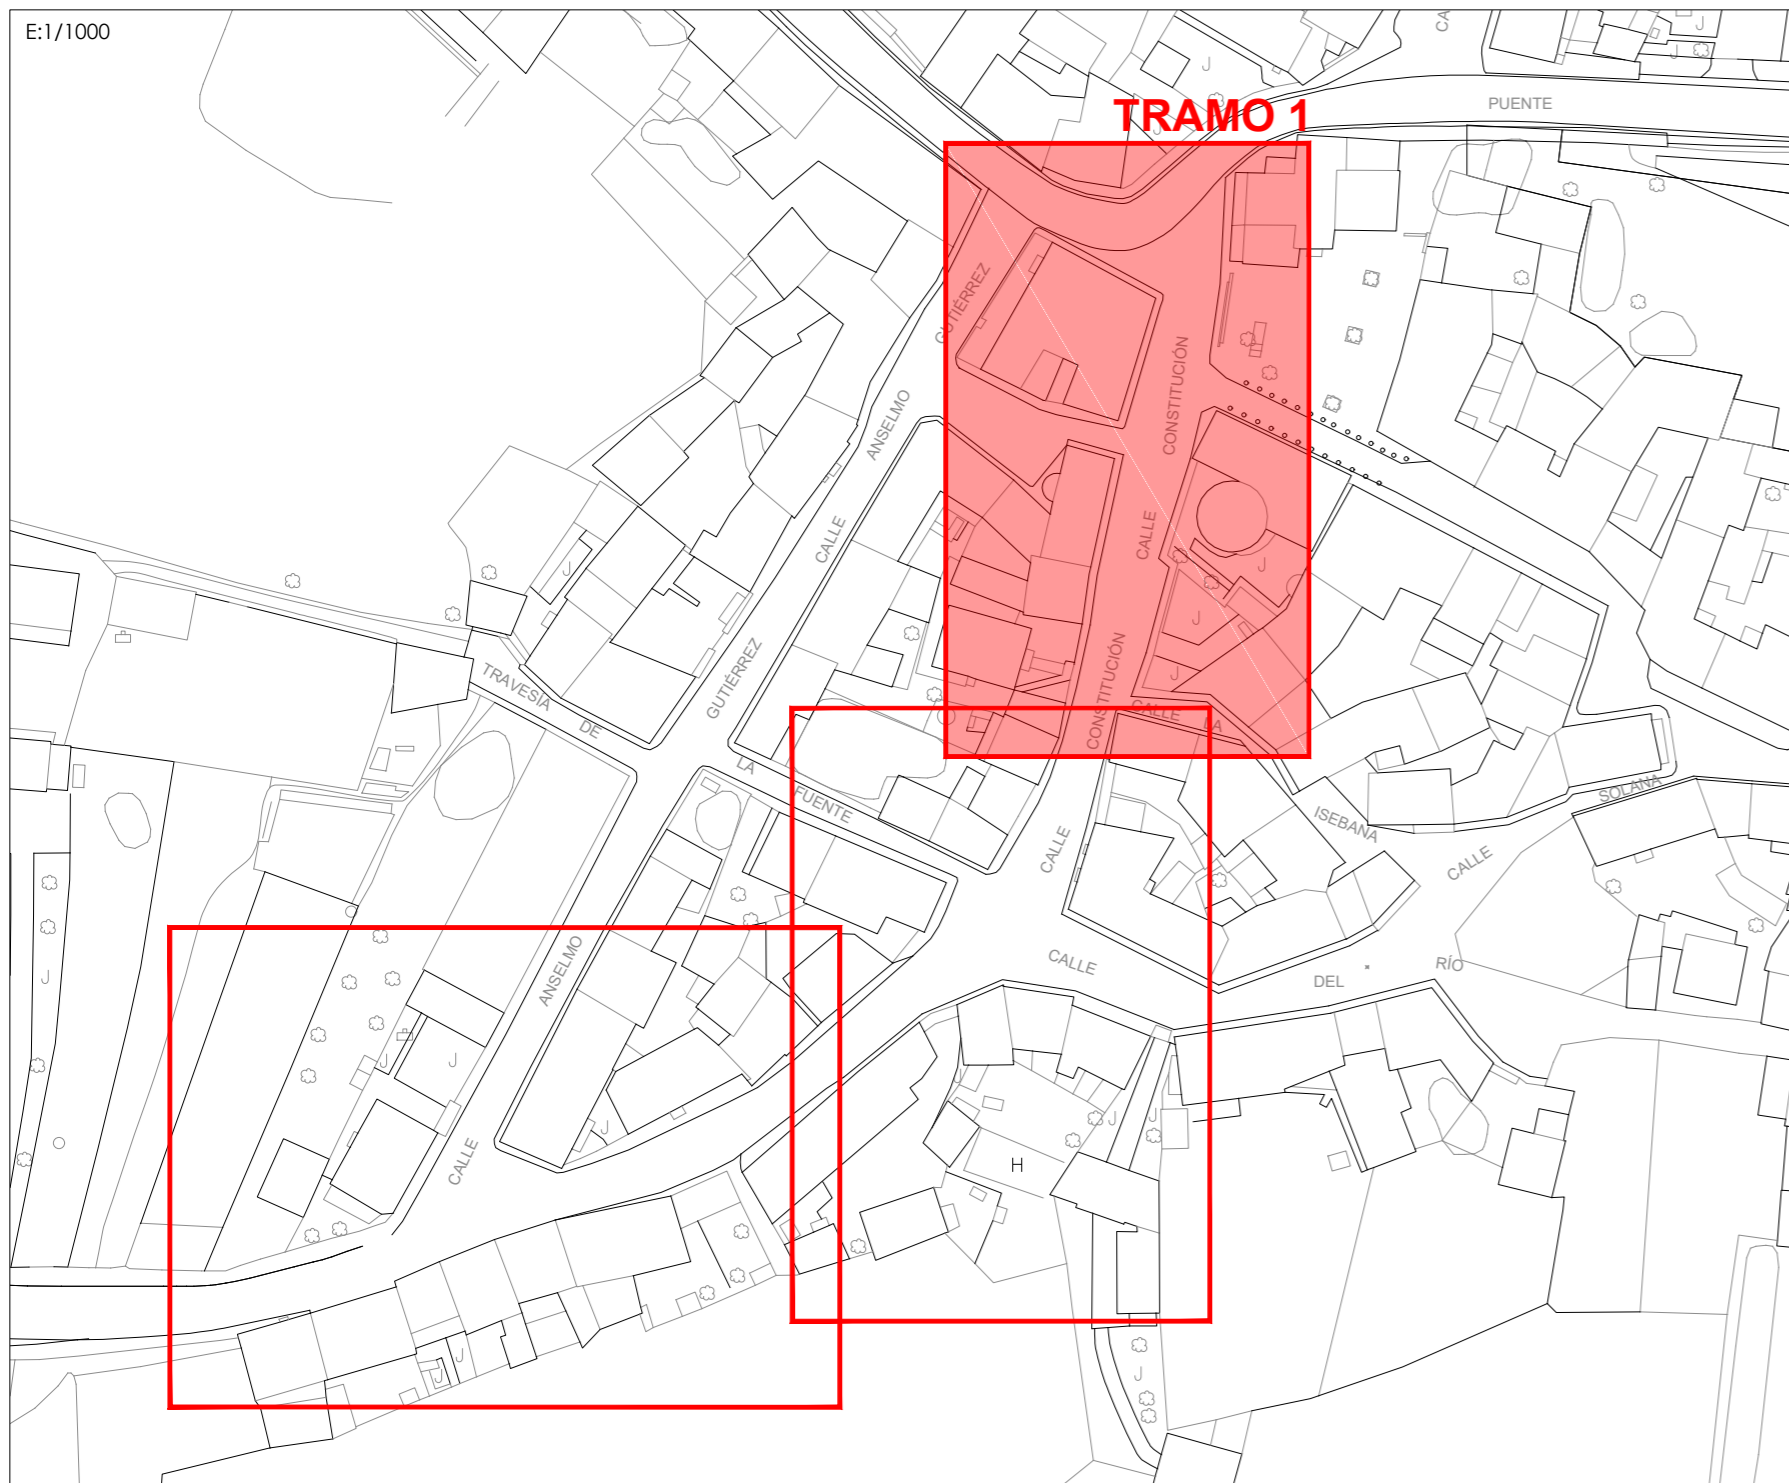 E:1/1000
CA
J
J
J
PUENTE
TRAMO 1
J
GUTIÉRREZ
CONSTITUCIÓN
ANSELMO
CALLE
CALLE
J
J
J
J
TRAVESÍA DE LA FUENTE
GUTIÉRREZ
CONSTITUCIÓN
CALLE LA ISEBANA
CALLE
SOLANA
CALLE
ANSELMO
CALLE DEL RÍO
J
J
J
J
J
J
H
CALLE
J
J
J
J